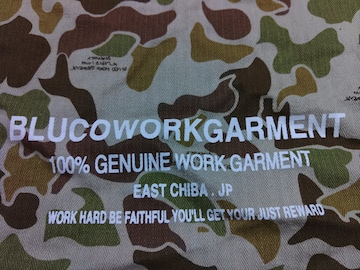 BLUCOWORKGARMENT
100% GENUINE WORK GARMENT
EAST CHIBA . JP
WORK HARD BE FAITHFUL YOU'LL GET YOUR JUST REWARD